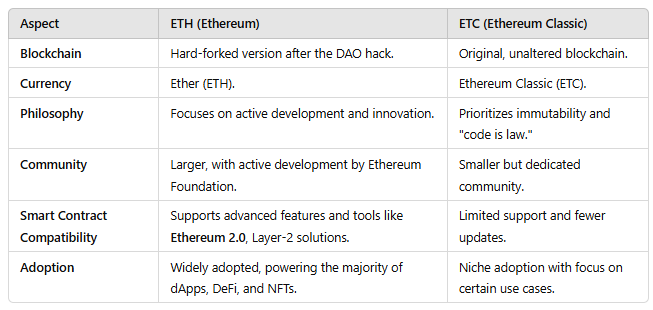 Aspect ETH (Ethereum) ETC (Ethereum Classic)
Blockchain Hard-forked version after the DAO hack. Original, unaltered blockchain.
Currency Ether (ETH). Ethereum Classic (ETC).
Philosophy Focuses on active development and innovation. Prioritizes immutability and
"code is law."
Community Larger, with active development by Ethereum Smaller but dedicated
Foundation. community.
Smart Contract Supports advanced features and tools like Limited support and fewer
Compatibility Ethereum 2.0, Layer-2 solutions. updates.
Adoption Widely adopted, powering the majority of Niche adoption with focus on
dApps, DeFi, and NFTs. certain use cases.